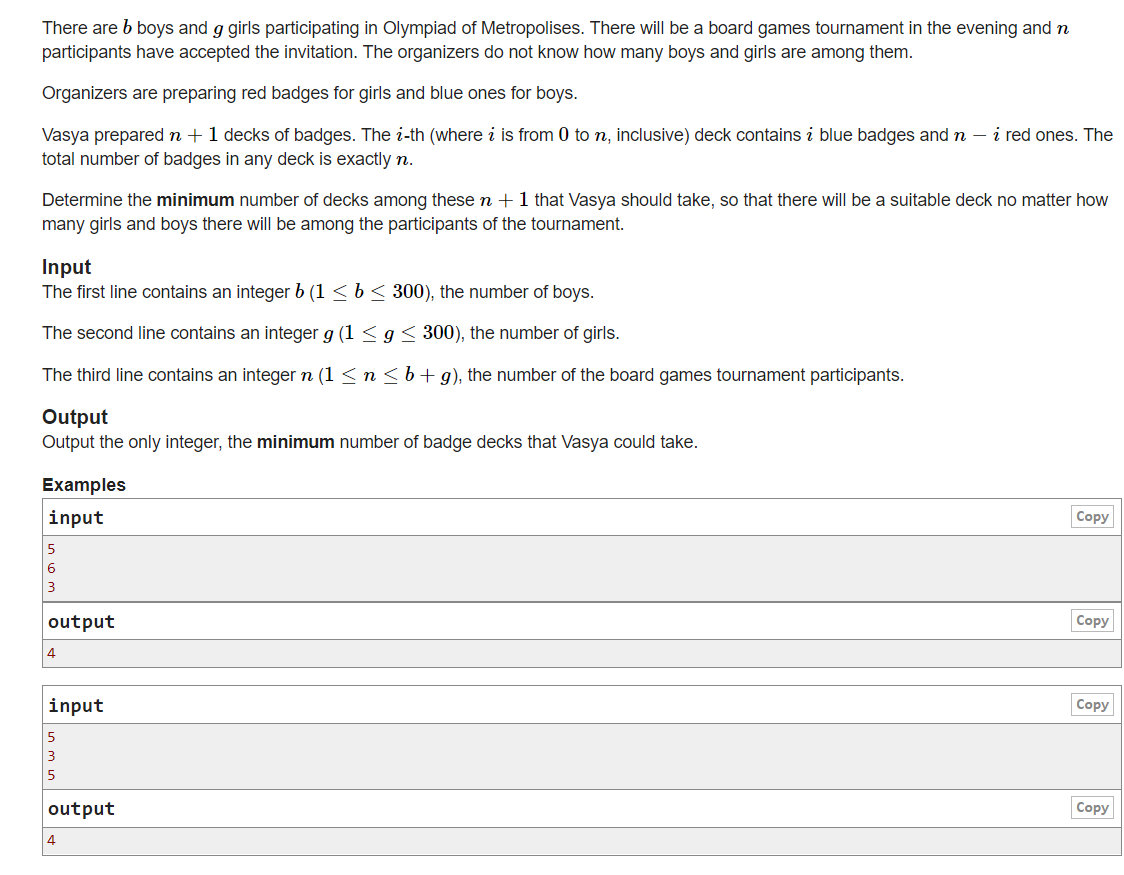 There are b boys and g girls participating in Olympiad of Metropolises. There will be a board games tournament in the evening and n
participants have accepted the invitation. The organizers do not know how many boys and girls are among them.
Organizers are preparing red badges for girls and blue ones for boys.
Vasya prepared n + 1 decks of badges. The i-th (where i is from 0 to n, inclusive) deck contains i blue badges and n − i red ones. The
total number of badges in any deck is exactly n.
Determine the minimum number of decks among these n + 1 that Vasya should take, so that there will be a suitable deck no matter how
many girls and boys there will be among the participants of the tournament.
Input
The first line contains an integer b (1 ≤ b ≤ 300), the number of boys.
The second line contains an integer g (1 ≤ g ≤ 300), the number of girls.
The third line contains an integer n (1 ≤ n ≤ b + g), the number of the board games tournament participants.
Output
Output the only integer, the minimum number of badge decks that Vasya could take.
Examples
input Copy
5
6
3
output Copy
4
input Copy
5
3
5
output Copy
4